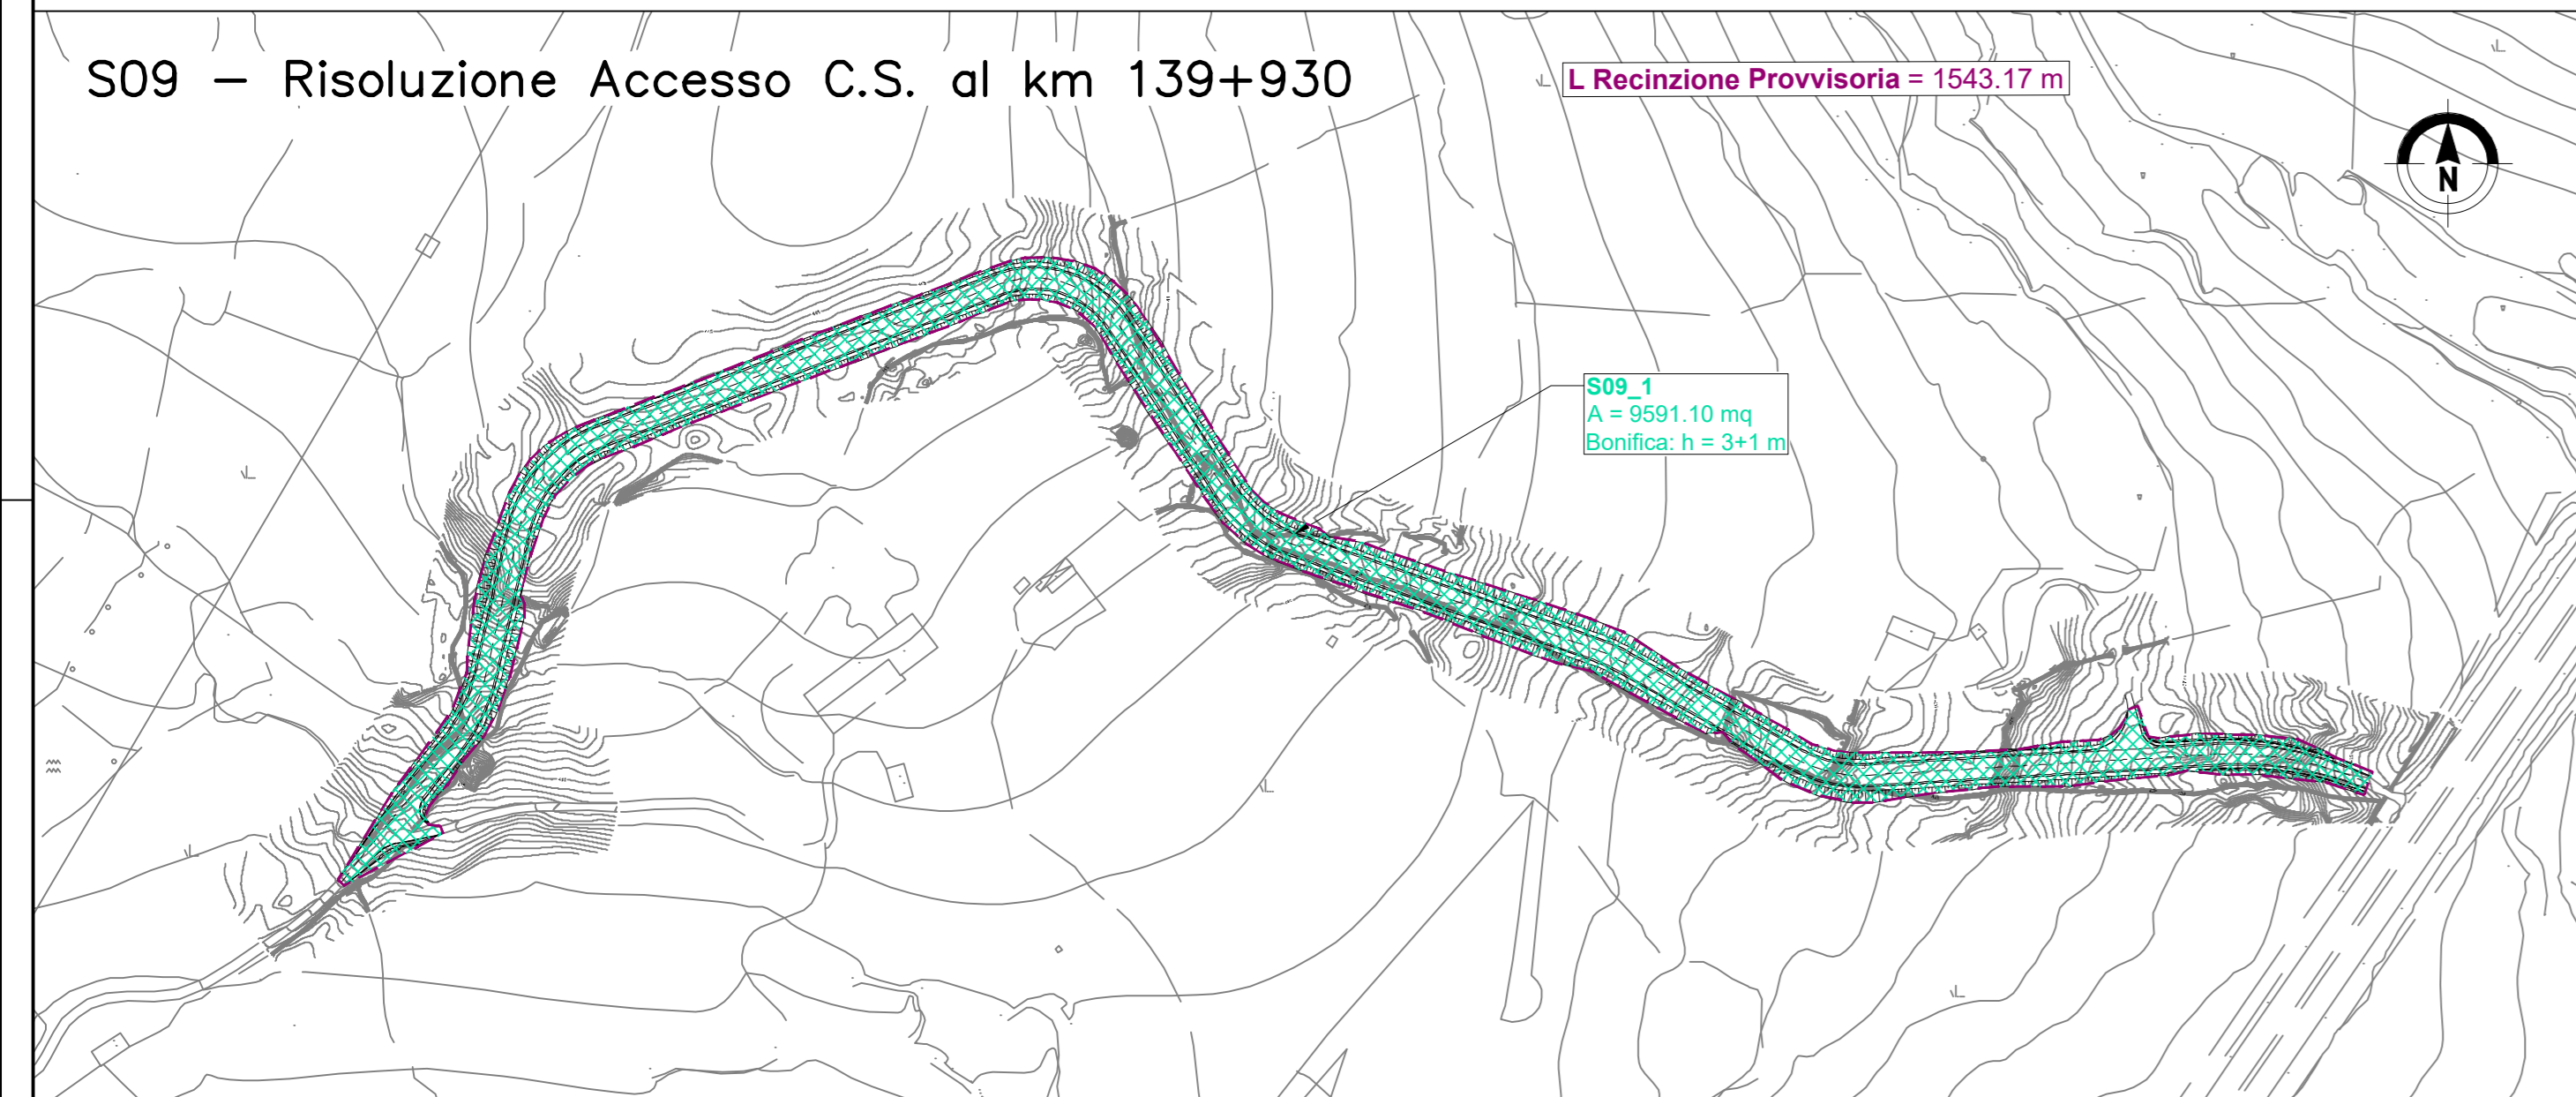 S09 - Risoluzione Accesso C.S. al km 139+930
L Recinzione Provvisoria = 1543.17 m
N
S09_1
A = 9591.10 mq
Bonifica: h = 3+1 m